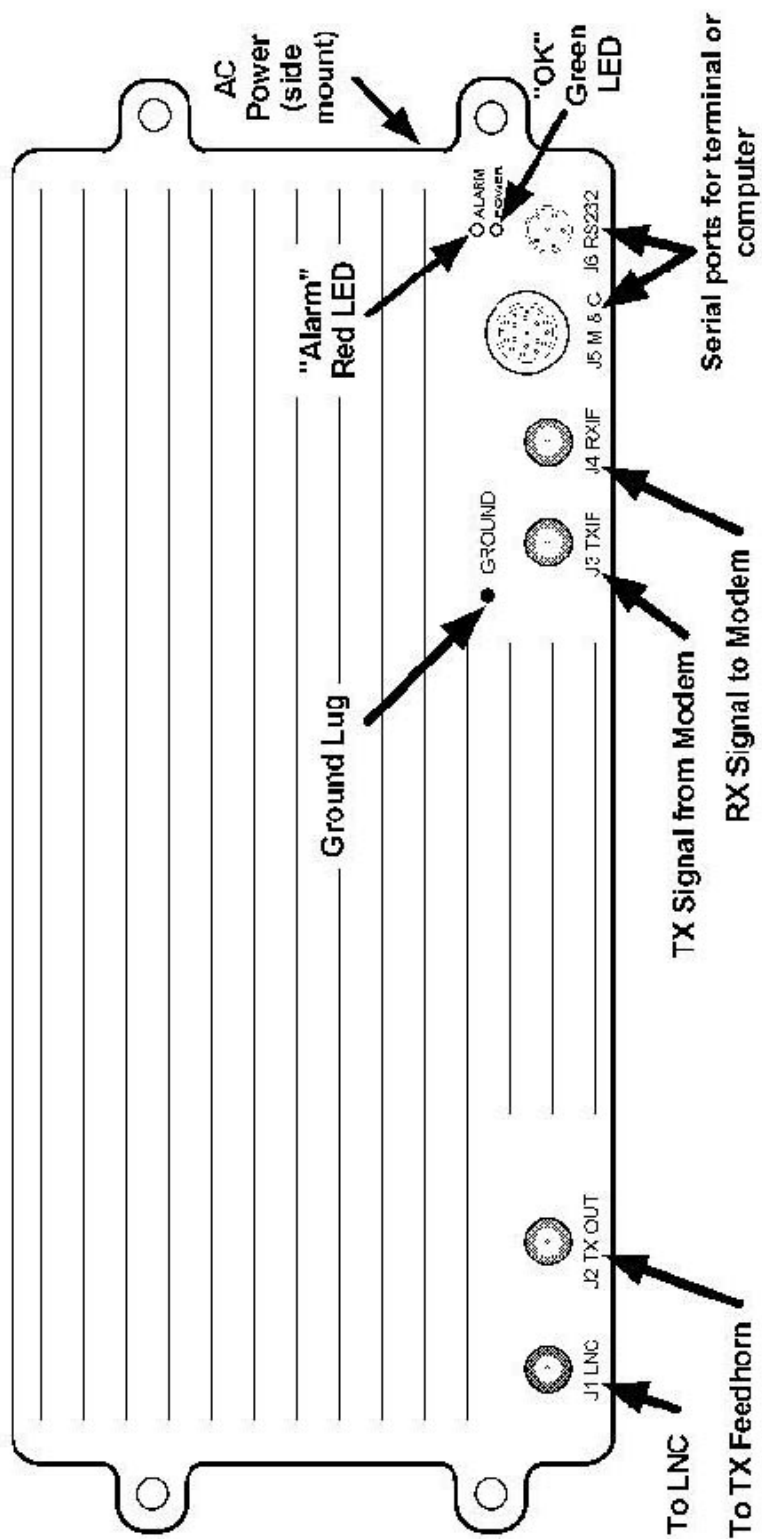 AC
Power
(side
mount)
"OK"
Green
LED
"Alarm"
Red LED
ALARM
POWER
Ground Lug
GROUND
J1 LNC
J2 TX OUT
J3 TXIF
J4 RXIF
J5 M & C
J6 RS232
To LNC
To TX Feedhorn
TX Signal from Modem
RX Signal to Modem
Serial ports for terminal or
computer